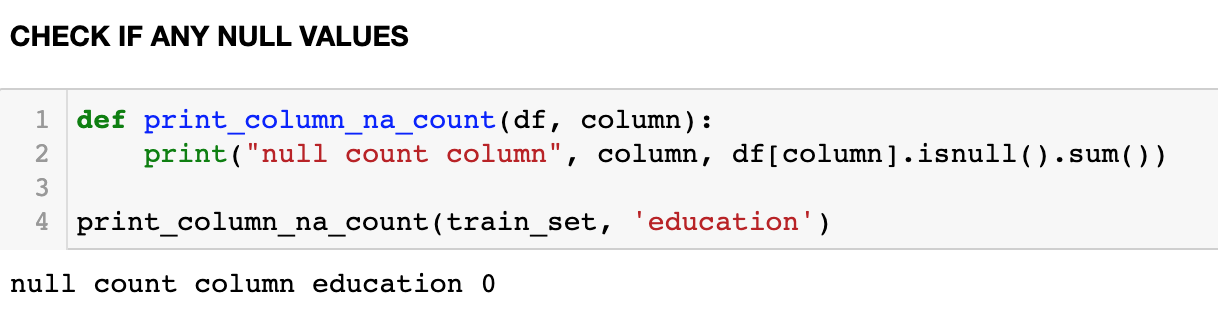 CHECK IF ANY NULL VALUES
1 def print_column_na_count(df, column):
2     print("null count column", column, df[column].isnull().sum())
3
4 print_column_na_count(train_set, 'education')
null count column education 0